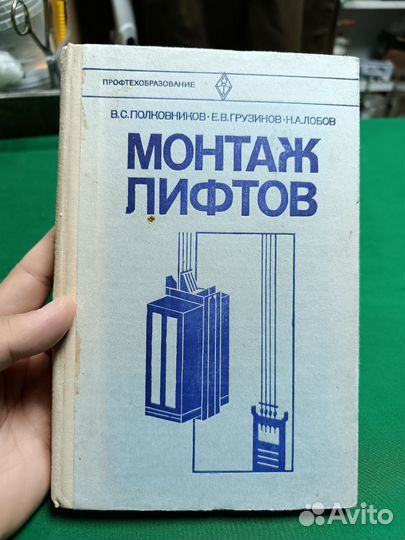 ПРОФТЕХОБРАЗОВАНИЕ
В.С.ПОЛКОВНИКОВ·Е.В.ГРУЗИНОВ·Н.А.ЛОБОВ
МОНТАЖ
ЛИФТОВ
Avito